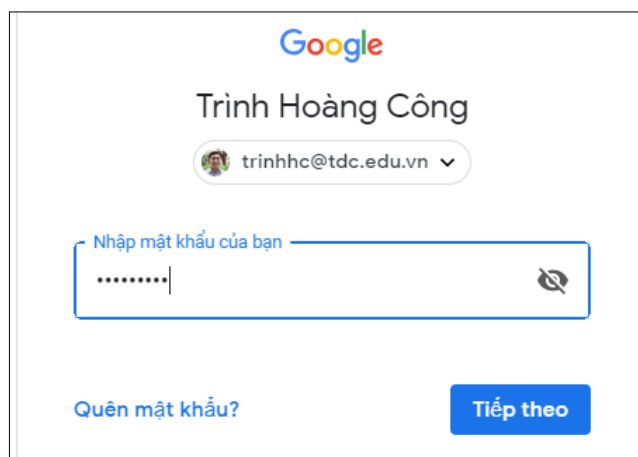 Google
Trình Hoàng Công
trinhhc@tdc.edu.vn
Nhập mật khẩu của bạn
•••••••••
Quên mật khẩu?
Tiếp theo